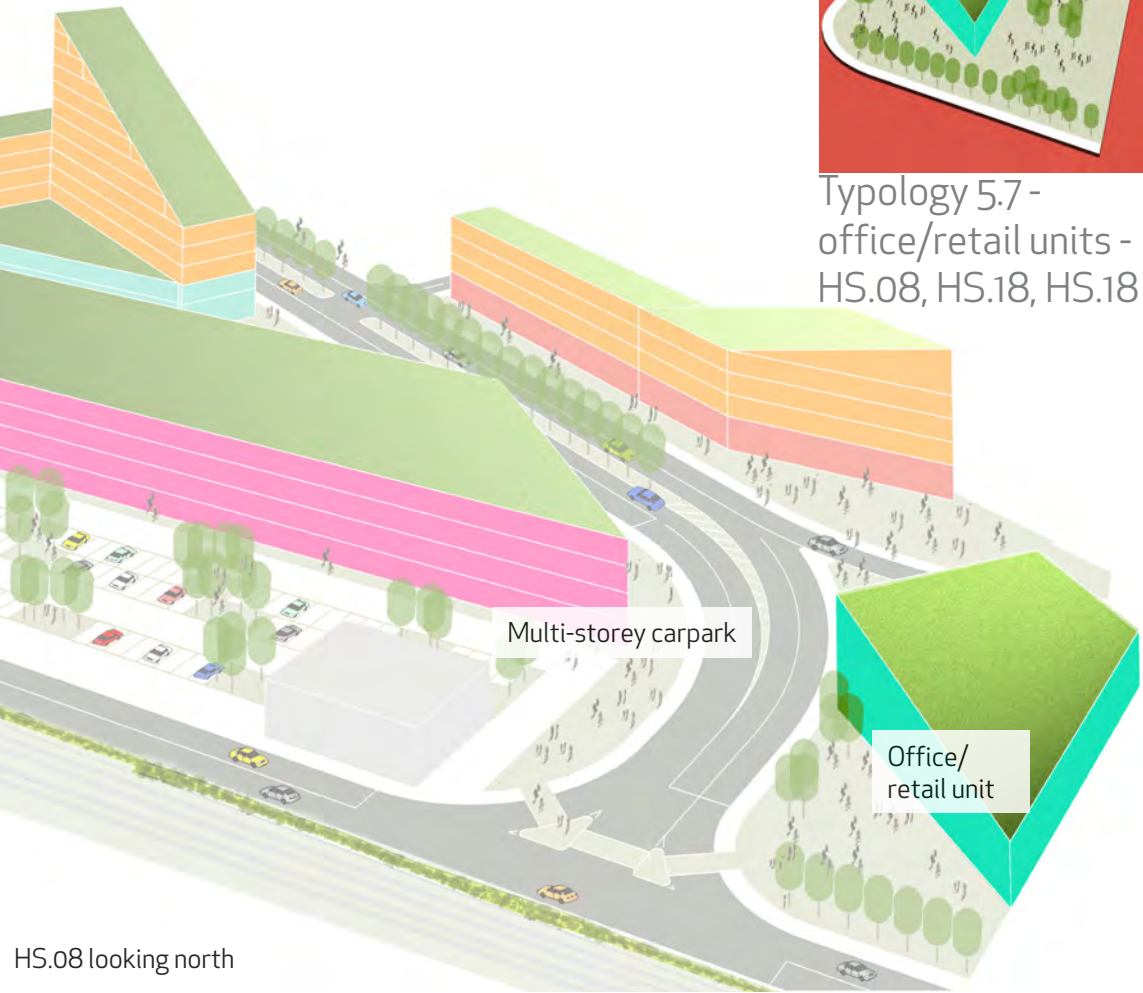 Typology 5.7 -
office/retail units -
HS.08, HS.18, HS.18
Multi-storey carpark
Office/
retail unit
HS.08 looking north